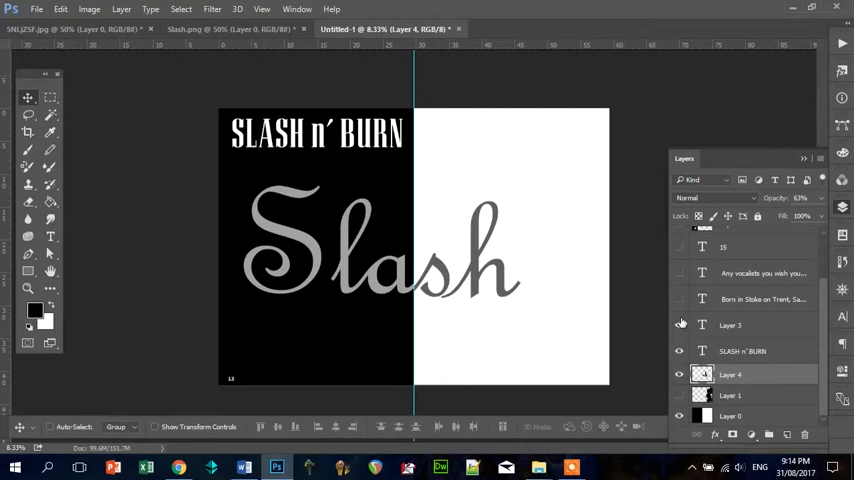 Ps File Edit Image Layer Type Select Filter 3D View Window Help
5NLjZSF.jpg @ 50% (Layer 0, RGB/8#) * × Slash.png @ 50% (Layer 0, RGB/8#) * × Untitled-1 @ 8.33% (Layer 4, RGB/8) * ×
SLASH n' BURN
Slash
13
Layers
Kind
Normal Opacity: 63%
Lock: Fill: 100%
15
Any vocalists you wish you...
Born in Stoke on Trent, Sa...
Layer 3
SLASH n' BURN
Layer 4
Layer 1
Layer 0
Auto-Select: Group Show Transform Controls 3D Mode:
8.33% Doc: 99.6M/151.7M
ENG 9:14 PM
31/08/2017